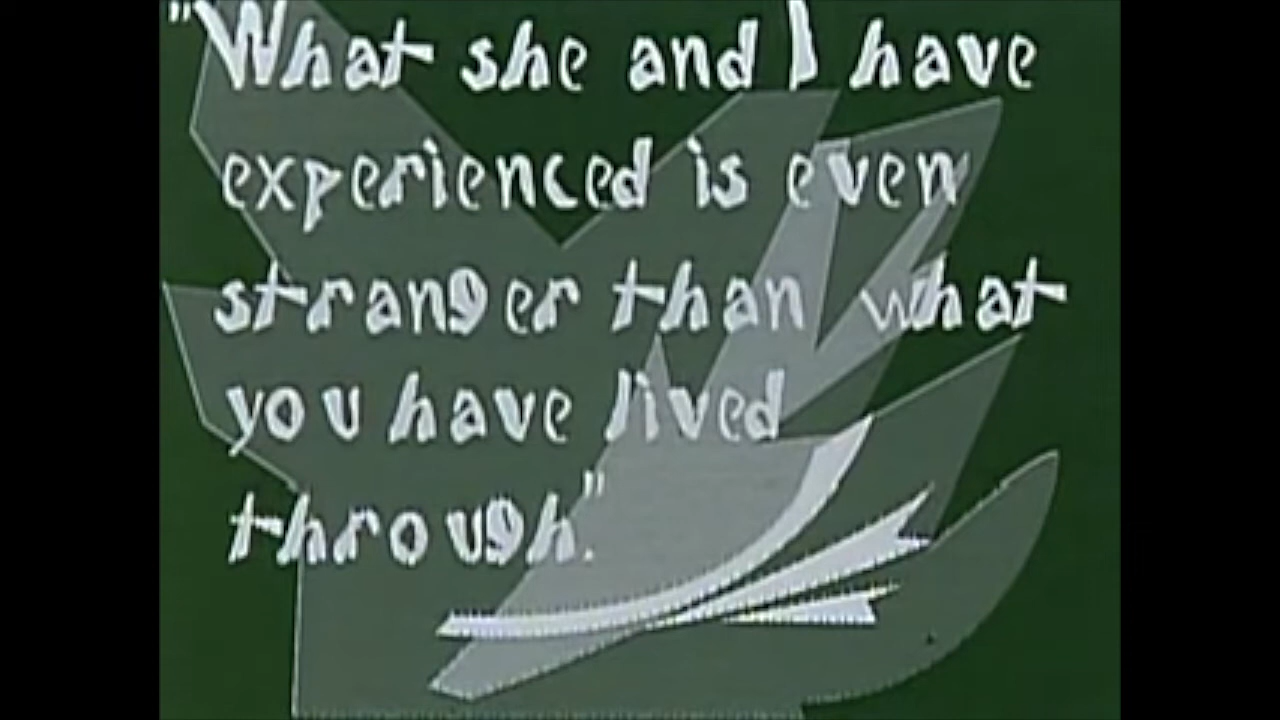 "What she and I have
experienced is even
stranger than what
you have lived
through."